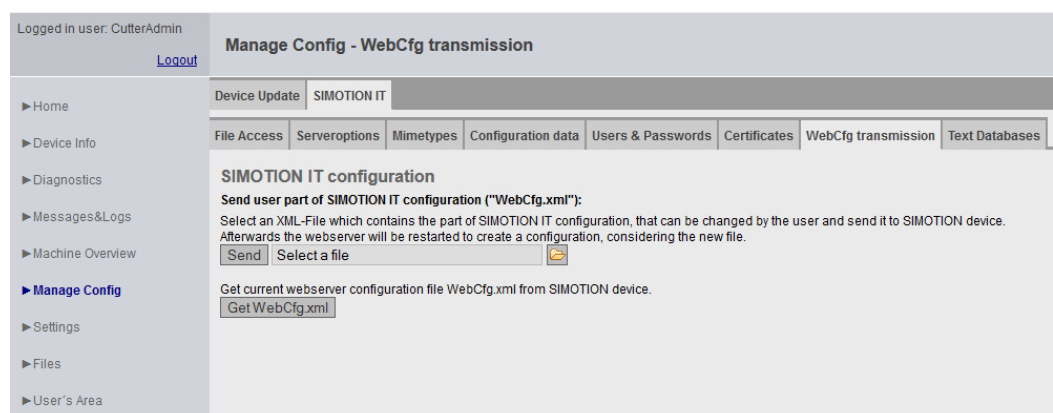 Logged in user: CutterAdmin
Logout
Manage Config - WebCfg transmission
Device Update SIMOTION IT
File Access Serveroptions Mimetypes Configuration data Users & Passwords Certificates WebCfg transmission Text Databases
►Home
►Device Info
►Diagnostics
►Messages&Logs
►Machine Overview
►Manage Config
►Settings
►Files
►User´s Area
SIMOTION IT configuration
Send user part of SIMOTION IT configuration ("WebCfg.xml"):
Select an XML-File which contains the part of SIMOTION IT configuration, that can be changed by the user and send it to SIMOTION device.
Afterwards the webserver will be restarted to create a configuration, considering the new file.
Send Select a file
Get current webserver configuration file WebCfg.xml from SIMOTION device.
Get WebCfg.xml